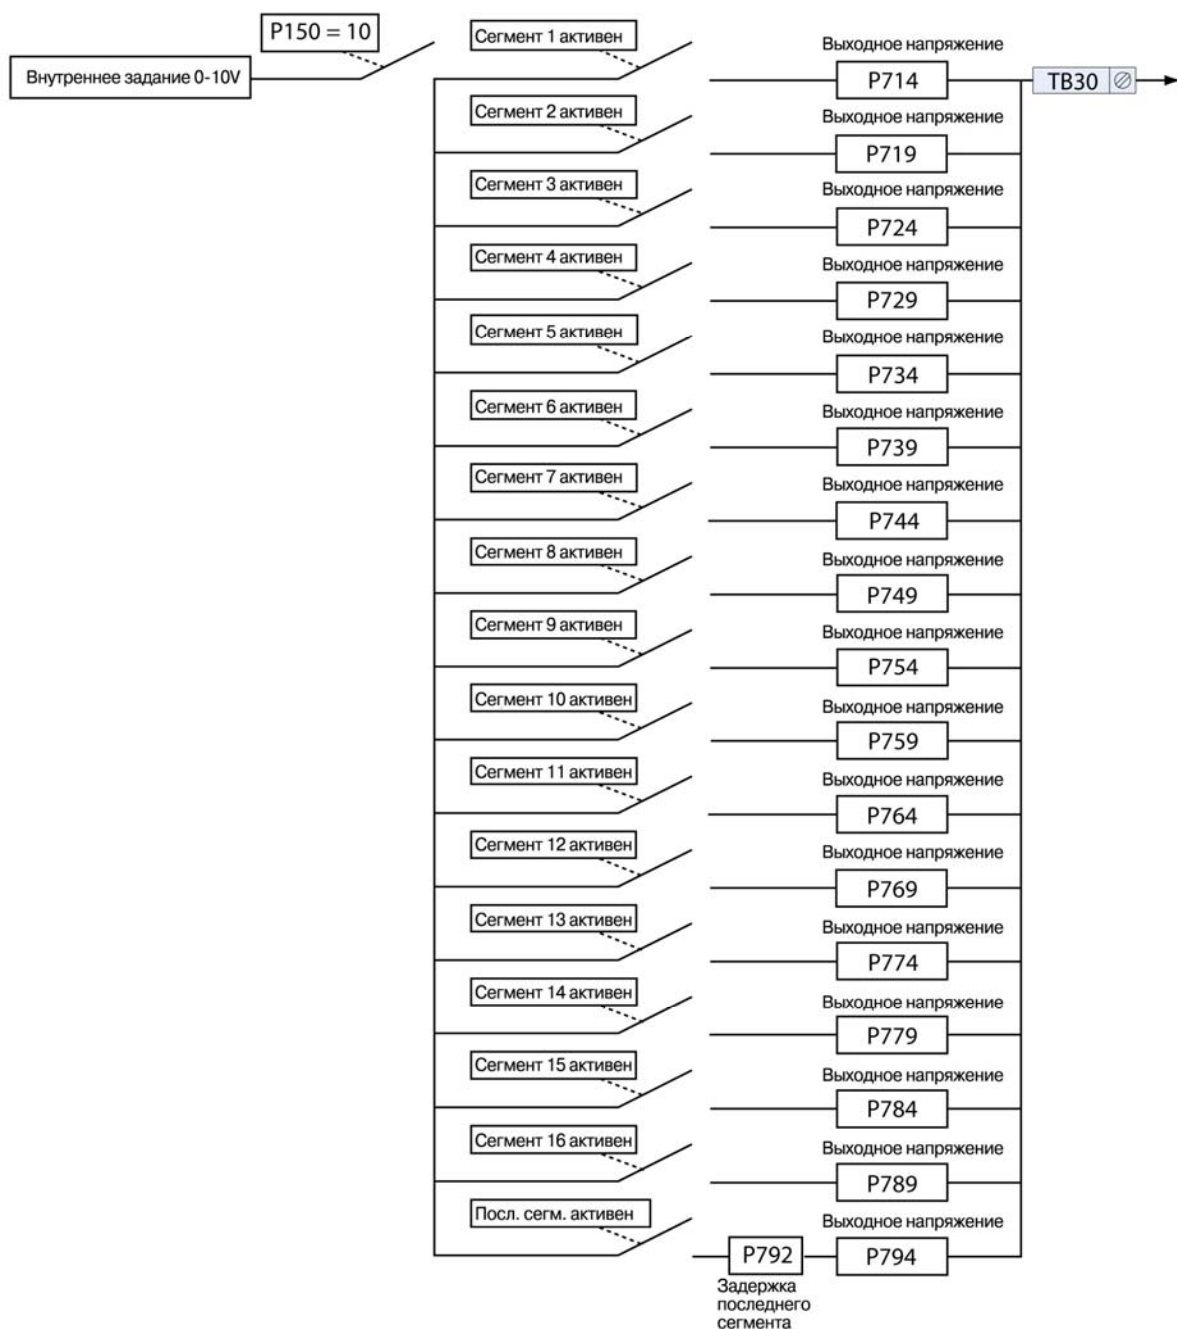 P150 = 10
Внутреннее задание 0-10V
Сегмент 1 активен
Выходное напряжение
P714
TB30
Сегмент 2 активен
Выходное напряжение
P719
Сегмент 3 активен
Выходное напряжение
P724
Сегмент 4 активен
Выходное напряжение
P729
Сегмент 5 активен
Выходное напряжение
P734
Сегмент 6 активен
Выходное напряжение
P739
Сегмент 7 активен
Выходное напряжение
P744
Сегмент 8 активен
Выходное напряжение
P749
Сегмент 9 активен
Выходное напряжение
P754
Сегмент 10 активен
Выходное напряжение
P759
Сегмент 11 активен
Выходное напряжение
P764
Сегмент 12 активен
Выходное напряжение
P769
Сегмент 13 активен
Выходное напряжение
P774
Сегмент 14 активен
Выходное напряжение
P779
Сегмент 15 активен
Выходное напряжение
P784
Сегмент 16 активен
Выходное напряжение
P789
Посл. сегм. активен
Выходное напряжение
P792
P794
Задержка
последнего
сегмента